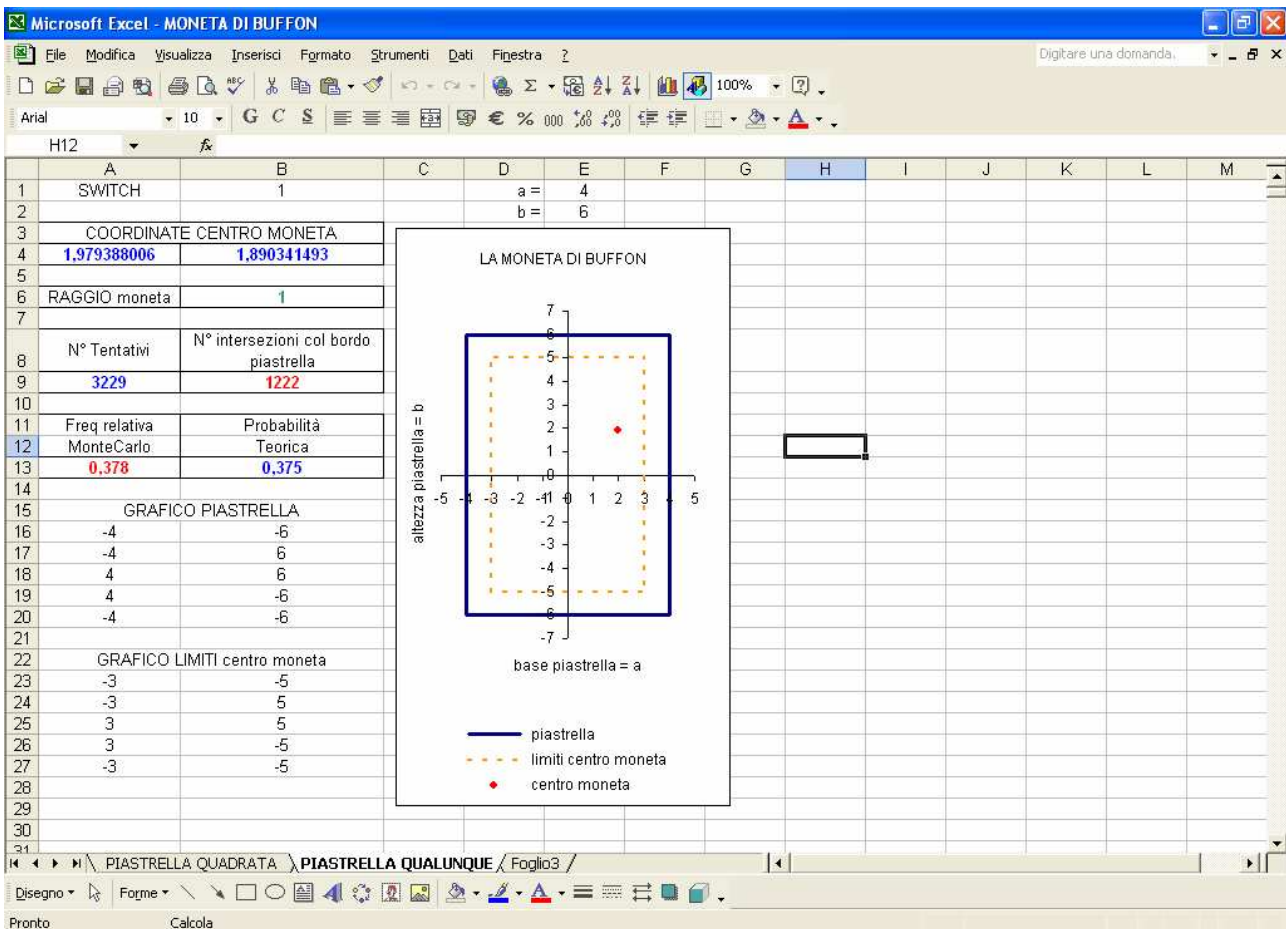 Microsoft Excel - MONETA DI BUFFON
File Modifica Visualizza Inserisci Formato Strumenti Dati Finestra ?
Digitare una domanda.
100%
Arial 10 G C S € % 000
H12 fx
A B C D E F G H I J K L M
1 SWITCH 1 a = 4
2 b = 6
3 COORDINATE CENTRO MONETA
4 1,979388006 1,890341493
5
6 RAGGIO moneta 1
7
8 N° Tentativi N° intersezioni col bordo piastrella
9 3229 1222
10
11 Freq relativa Probabilità
12 MonteCarlo Teorica
13 0,378 0,375
14
15 GRAFICO PIASTRELLA
16 -4 -6
17 -4 6
18 4 6
19 4 -6
20 -4 -6
21
22 GRAFICO LIMITI centro moneta
23 -3 -5
24 -3 5
25 3 5
26 3 -5
27 -3 -5
28
29
30
31
LA MONETA DI BUFFON
altezza piastrella = b
7
6
5
4
3
2
1
0
-5 -4 -3 -2 -1 0 1 2 3 4 5
-1
-2
-3
-4
-5
-6
-7
base piastrella = a
piastrella
limiti centro moneta
centro moneta
PIASTRELLA QUADRATA PIASTRELLA QUALUNQUE Foglio3
Disegno Forme
Pronto Calcola